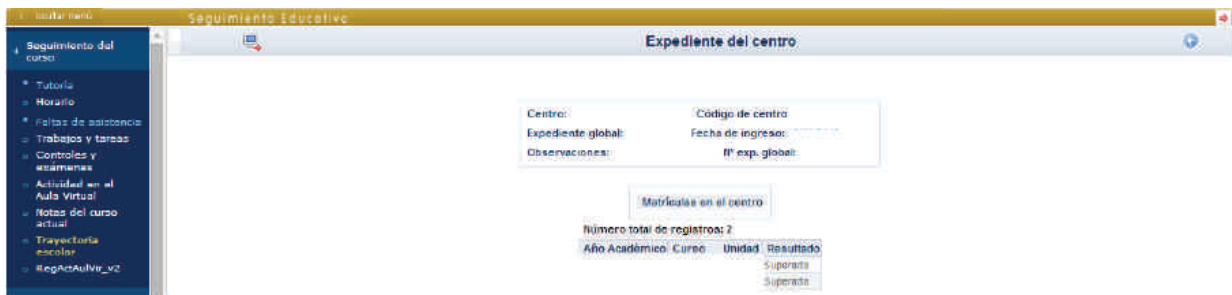 ocultar menú
Seguimiento Educativo
Expediente del centro
Seguimiento del
curso
Tutoría
Horario
Faltas de asistencia
Trabajos y tareas
Controles y
exámenes
Actividad en el
Aula Virtual
Notas del curso
actual
Trayectoria
escolar
RegActAulVir_v2
Centro: Código de centro
Expediente global: Fecha de ingreso:
Observaciones: Nº exp. global:
Matrículas en el centro
Número total de registros: 2
Año Académico Curso Unidad Resultado
Superada
Superada